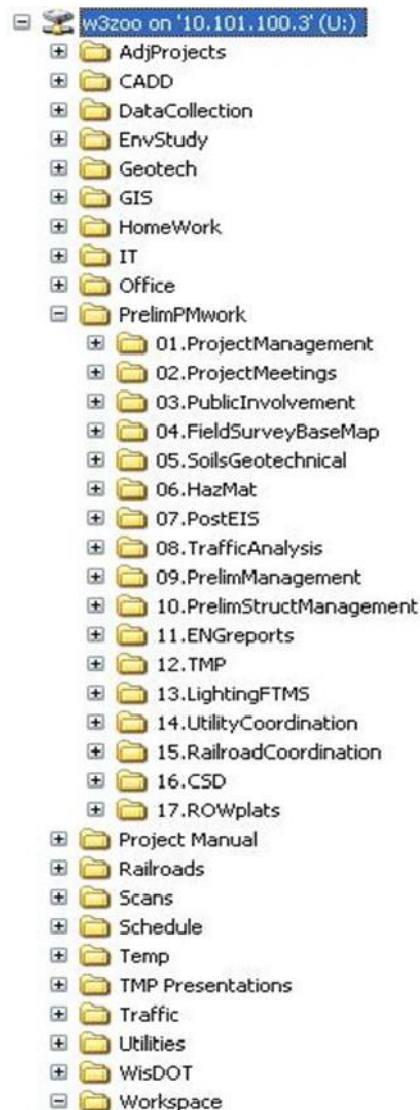 w3zoo on '10.101.100.3' (U:)
AdjProjects
CADD
DataCollection
EnvStudy
Geotech
GIS
HomeWork
IT
Office
PrelimPMwork
01.ProjectManagement
02.ProjectMeetings
03.PublicInvolvement
04.FieldSurveyBaseMap
05.SoilsGeotechnical
06.HazMat
07.PostEIS
08.TrafficAnalysis
09.PrelimManagement
10.PrelimStructManagement
11.ENGreports
12.TMP
13.LightingFTMS
14.UtilityCoordination
15.RailroadCoordination
16.CSD
17.ROWplats
Project Manual
Railroads
Scans
Schedule
Temp
TMP Presentations
Traffic
Utilities
WisDOT
Workspace